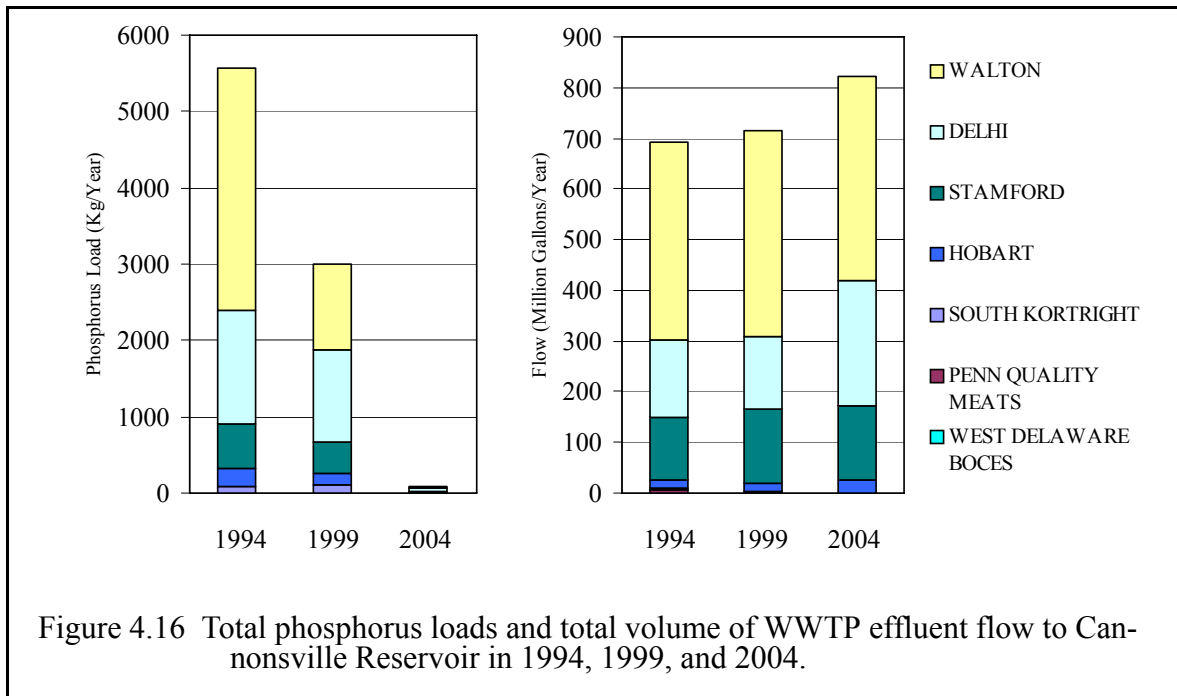 6000
5000
4000
3000
2000
1000
0
Phosphorus Load (Kg/Year)
1994 1999 2004
900
800
700
600
500
400
300
200
100
0
Flow (Million Gallons/Year)
1994 1999 2004
WALTON
DELHI
STAMFORD
HOBART
SOUTH KORTRIGHT
PENN QUALITY
MEATS
WEST DELAWARE
BOCES
Figure 4.16 Total phosphorus loads and total volume of WWTP effluent flow to Can-
nonsville Reservoir in 1994, 1999, and 2004.